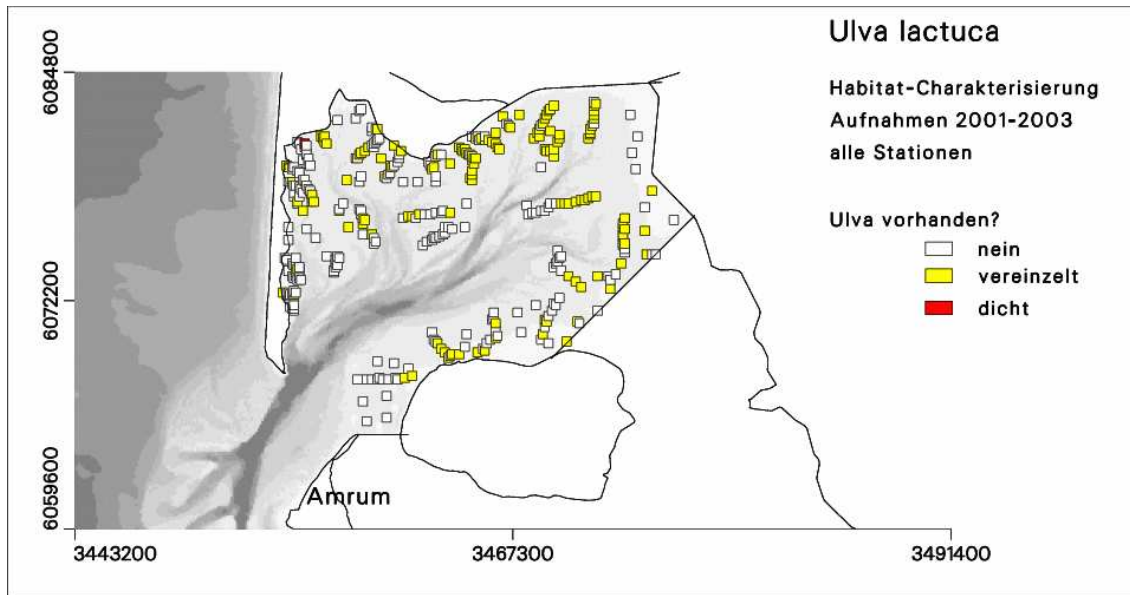 Ulva lactuca
Habitat-Charakterisierung
Aufnahmen 2001-2003
alle Stationen
Ulva vorhanden?
nein
vereinzelt
dicht
6084800
6072200
6059600
Amrum
3443200
3467300
3491400